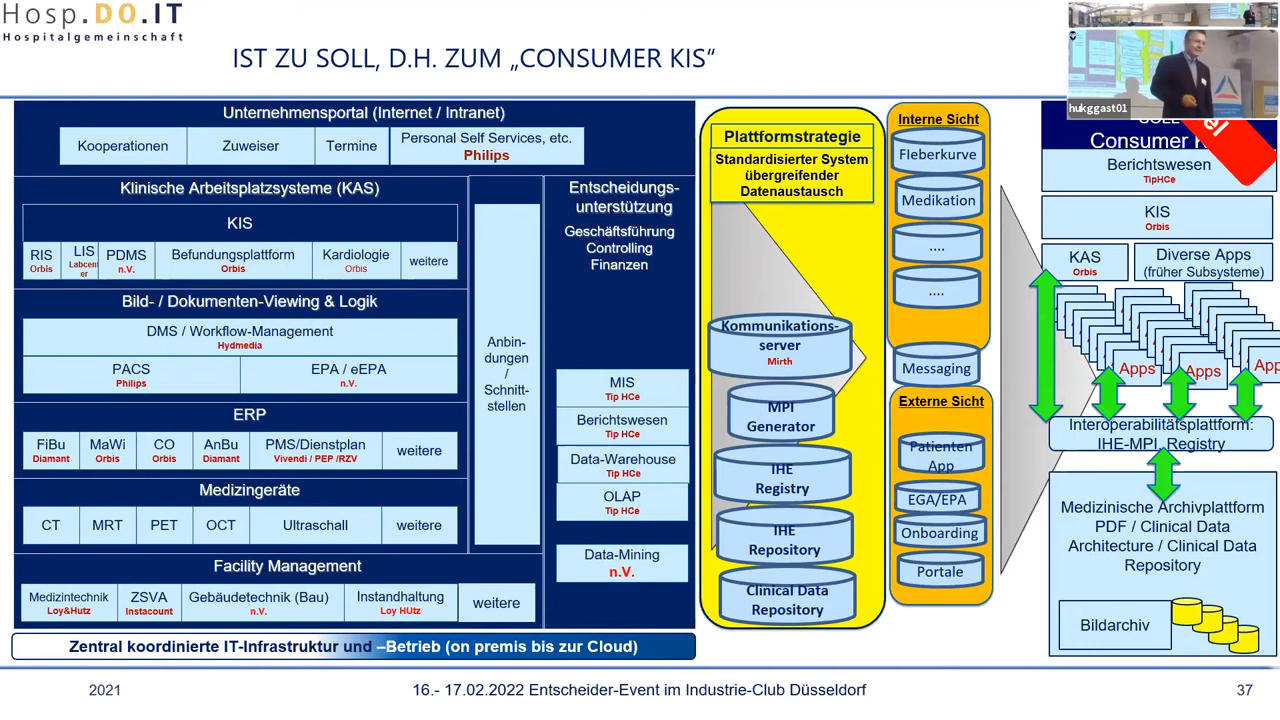 Hosp.DO.IT
Hospitalgemeinschaft
IST ZU SOLL, D.H. ZUM „CONSUMER KIS“
hukggast01
Unternehmensportal (Internet / Intranet)
Kooperationen
Zuweiser
Termine
Personal Self Services, etc.
Philips
Klinische Arbeitsplatzsysteme (KAS)
KIS
RIS
Orbis
LIS
Labcent
er
PDMS
n.V.
Befundungsplattform
Orbis
Kardiologie
Orbis
weitere
Bild- / Dokumenten-Viewing & Logik
DMS / Workflow-Management
Hydmedia
PACS
Philips
EPA / eEPA
n.V.
ERP
FiBu
Diamant
MaWi
Orbis
CO
Orbis
AnBu
Diamant
PMS/Dienstplan
Vivendi / PEP /RZV
weitere
Medizingeräte
CT
MRT
PET
OCT
Ultraschall
weitere
Facility Management
Medizintechnik
Loy&Hutz
ZSVA
Instacount
Gebäudetechnik (Bau)
n.V.
Instandhaltung
Loy HUtz
weitere
Anbin-
dungen
/
Schnitt-
stellen
Entscheidungs-
unterstützung
Geschäftsführung
Controlling
Finanzen
MIS
Tip HCe
Berichtswesen
Tip HCe
Data-Warehouse
Tip HCe
OLAP
Tip HCe
Data-Mining
n.V.
Zentral koordinierte IT-Infrastruktur und –Betrieb (on premis bis zur Cloud)
Plattformstrategie
Standardisierter System
übergreifender
Datenaustausch
Kommunikations-
server
Mirth
MPI
Generator
IHE
Registry
IHE
Repository
Clinical Data
Repository
Interne Sicht
Fieberkurve
Medikation
....
....
Messaging
Externe Sicht
Patienten
App
EGA/EPA
Onboarding
Portale
SOLL
Consumer K
el
Berichtswesen
TipHCe
KIS
Orbis
KAS
Orbis
Diverse Apps
(früher Subsysteme)
Apps
Apps
App
Interoperabilitätsplattform:
IHE-MPI, Registry
Medizinische Archivplattform
PDF / Clinical Data
Architecture / Clinical Data
Repository
Bildarchiv
2021
16.- 17.02.2022 Entscheider-Event im Industrie-Club Düsseldorf
37